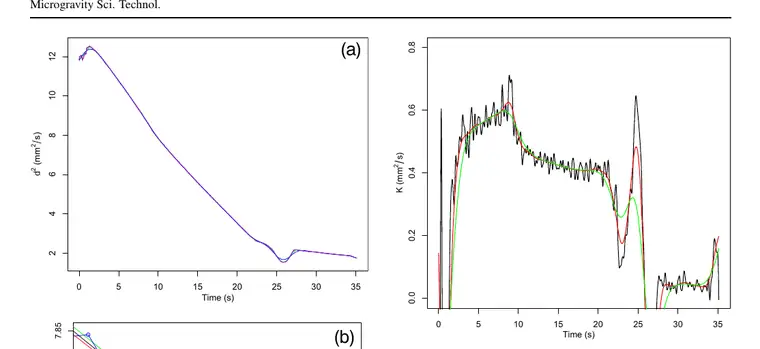 Microgravity Sci. Technol.
(a)
d² (mm²/s)
12
10
8
6
4
2
0 5 10 15 20 25 30 35
Time (s)
K (mm²/s)
0.8
0.6
0.4
0.2
0.0
0 5 10 15 20 25 30 35
Time (s)
(b)
7.85